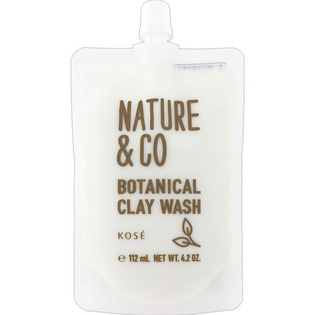 NATURE
& CO
BOTANICAL
CLAY WASH
KOSÉ
℮ 112 mL NET WT. 4.2 OZ.